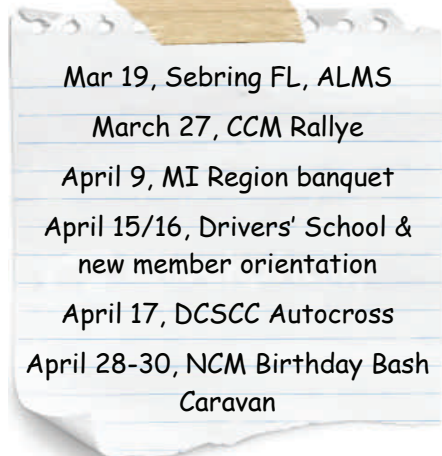 Mar 19, Sebring FL, ALMS
March 27, CCM Rallye
April 9, MI Region banquet
April 15/16, Drivers’ School &
new member orientation
April 17, DCSCC Autocross
April 28-30, NCM Birthday Bash
Caravan